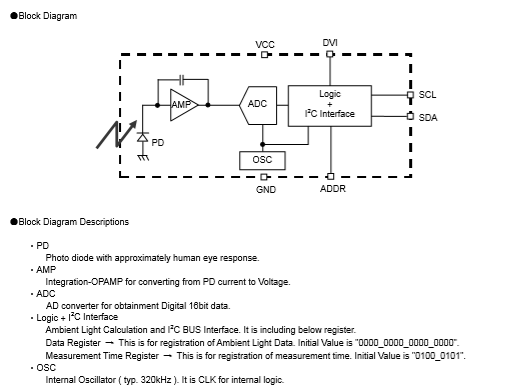 ●Block Diagram
VCC
DVI
AMP
ADC
Logic
+
I²C Interface
SCL
SDA
PD
OSC
GND
ADDR
●Block Diagram Descriptions
・PD
Photo diode with approximately human eye response.
・AMP
Integration-OPAMP for converting from PD current to Voltage.
・ADC
AD converter for obtainment Digital 16bit data.
・Logic + I²C Interface
Ambient Light Calculation and I²C BUS Interface. It is including below register.
Data Register → This is for registration of Ambient Light Data. Initial Value is "0000_0000_0000_0000".
Measurement Time Register → This is for registration of measurement time. Initial Value is "0100_0101".
・OSC
Internal Oscillator ( typ. 320kHz ). It is CLK for internal logic.